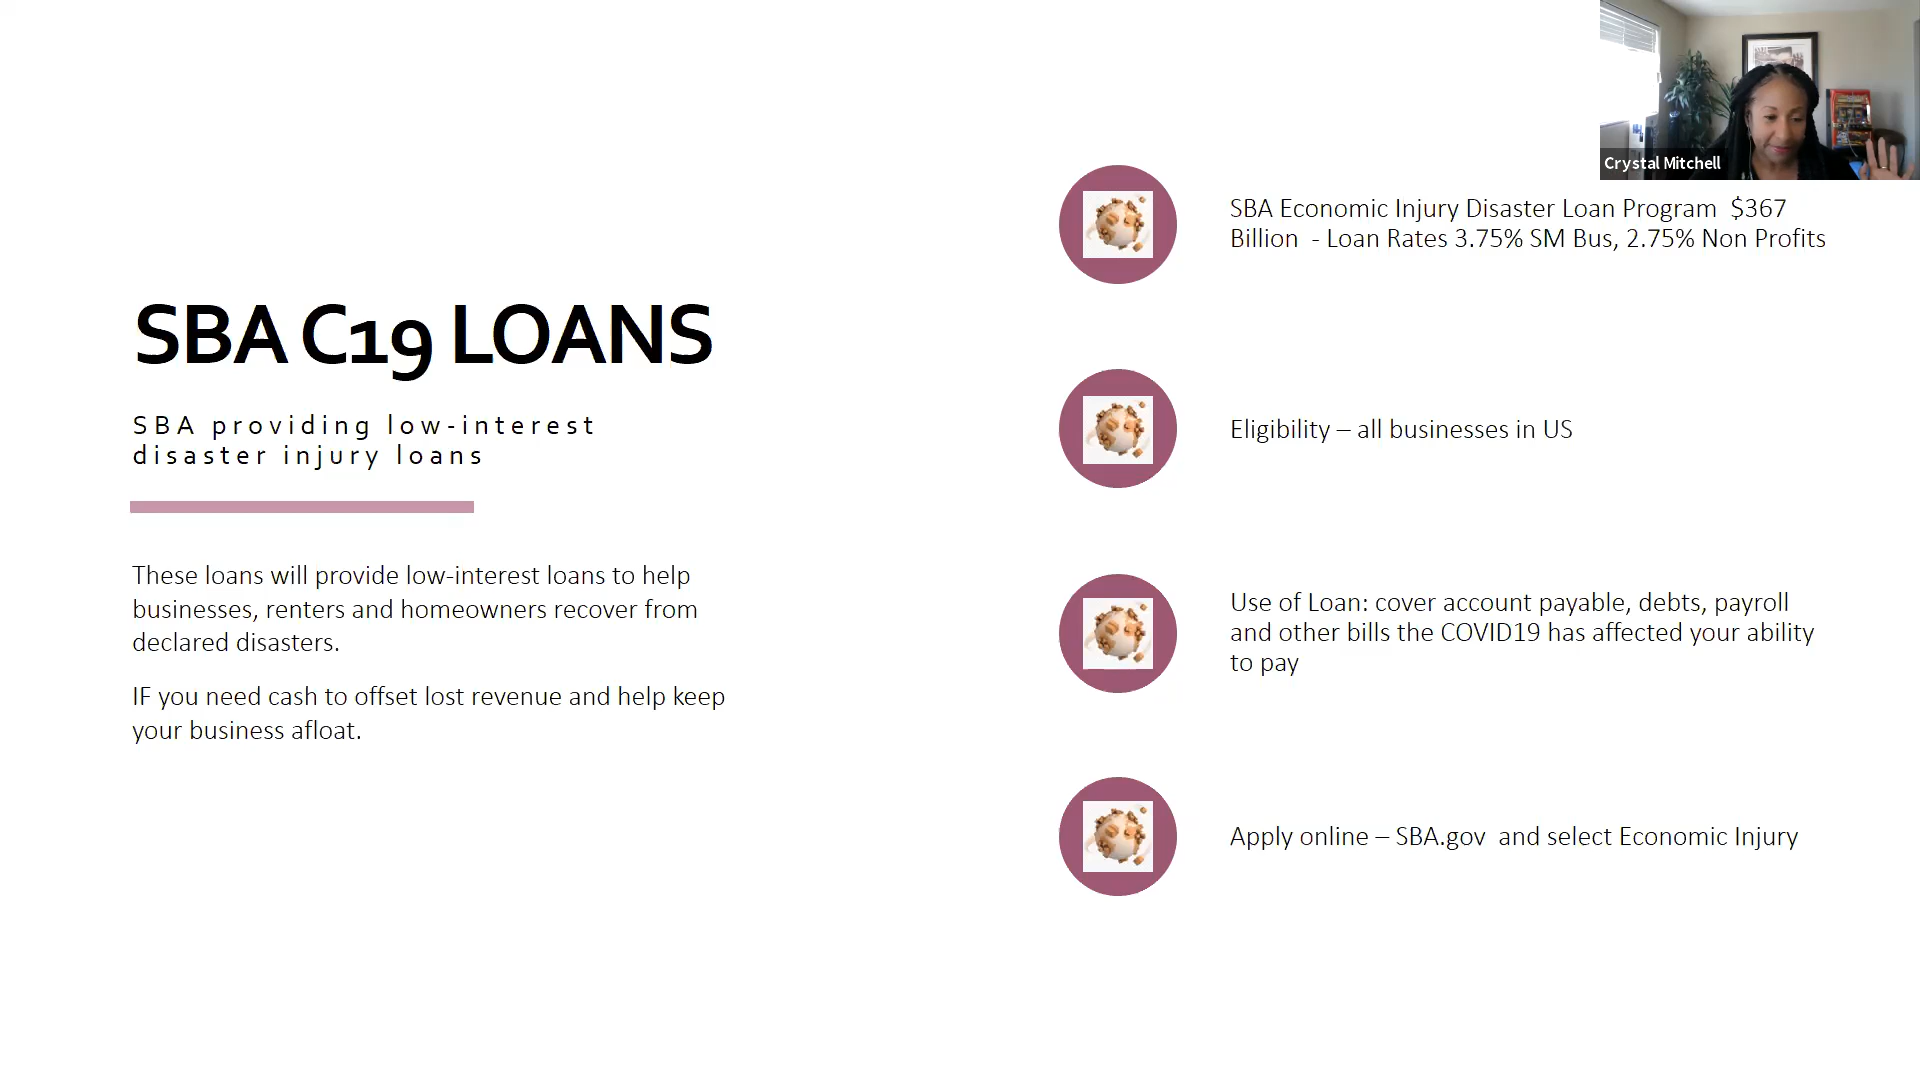 SBA C19 LOANS
SBA providing low-interest
disaster injury loans
These loans will provide low-interest loans to help
businesses, renters and homeowners recover from
declared disasters.
IF you need cash to offset lost revenue and help keep
your business afloat.
Crystal Mitchell
SBA Economic Injury Disaster Loan Program  $367
Billion  - Loan Rates 3.75% SM Bus, 2.75% Non Profits
Eligibility – all businesses in US
Use of Loan: cover account payable, debts, payroll
and other bills the COVID19 has affected your ability
to pay
Apply online – SBA.gov  and select Economic Injury